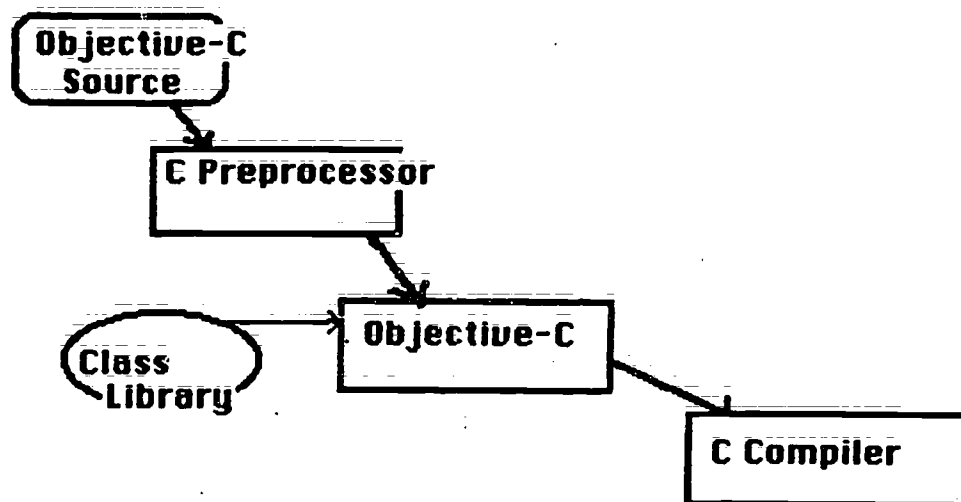 Objective-C
Source
C Preprocessor
Objective-C
Class
Library
C Compiler